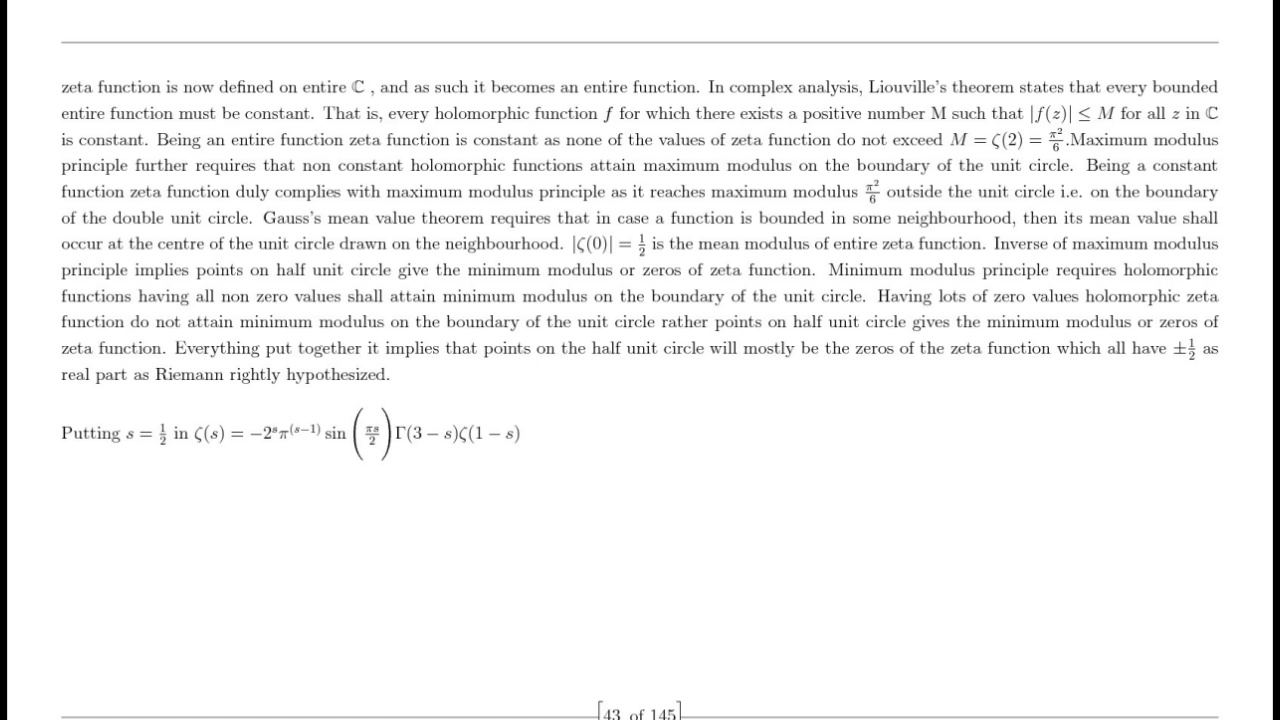 zeta function is now defined on entire ℂ , and as such it becomes an entire function. In complex analysis, Liouville's theorem states that every bounded
entire function must be constant. That is, every holomorphic function f for which there exists a positive number M such that |f(z)| ≤ M for all z in ℂ
is constant. Being an entire function zeta function is constant as none of the values of zeta function do not exceed M = ζ(2) = π²/6.Maximum modulus
principle further requires that non constant holomorphic functions attain maximum modulus on the boundary of the unit circle. Being a constant
function zeta function duly complies with maximum modulus principle as it reaches maximum modulus π²/6 outside the unit circle i.e. on the boundary
of the double unit circle. Gauss's mean value theorem requires that in case a function is bounded in some neighbourhood, then its mean value shall
occur at the centre of the unit circle drawn on the neighbourhood. |ζ(0)| = 1/2 is the mean modulus of entire zeta function. Inverse of maximum modulus
principle implies points on half unit circle give the minimum modulus or zeros of zeta function. Minimum modulus principle requires holomorphic
functions having all non zero values shall attain minimum modulus on the boundary of the unit circle. Having lots of zero values holomorphic zeta
function do not attain minimum modulus on the boundary of the unit circle rather points on half unit circle gives the minimum modulus or zeros of
zeta function. Everything put together it implies that points on the half unit circle will mostly be the zeros of the zeta function which all have ±1/2 as
real part as Riemann rightly hypothesized.
Putting s = 1/2 in ζ(s) = −2^s π^(s−1) sin(πs/2)Γ(3 − s)ζ(1 − s)
[43 of 145]